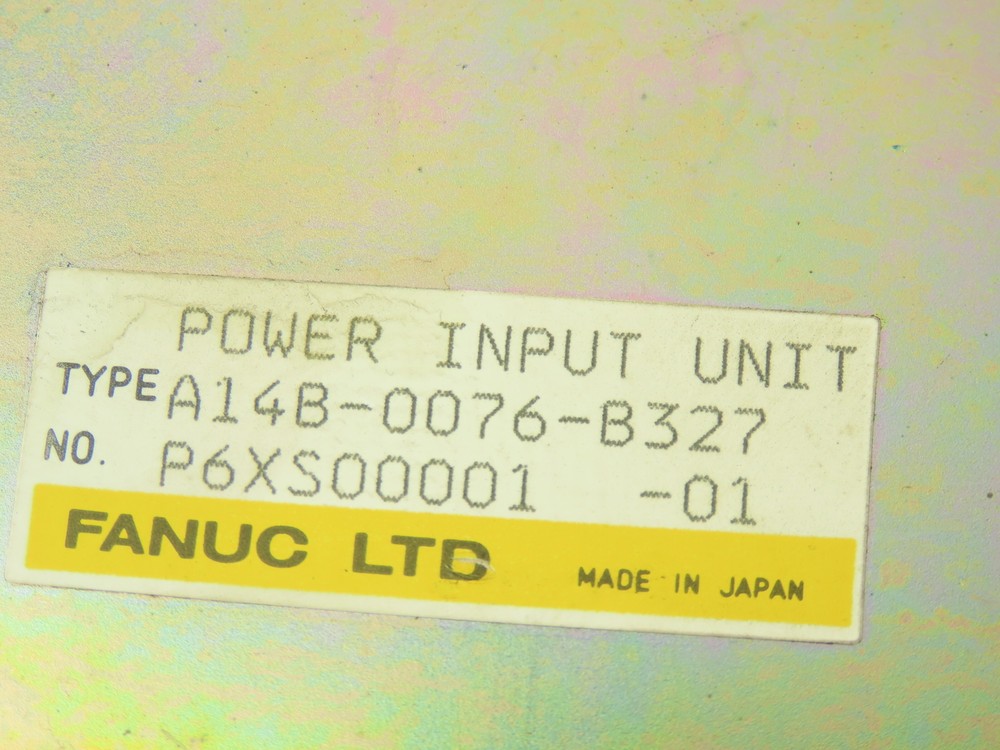 POWER INPUT UNIT
TYPE A14B-0076-B327
NO. P6XS00001 -01
FANUC LTD MADE IN JAPAN